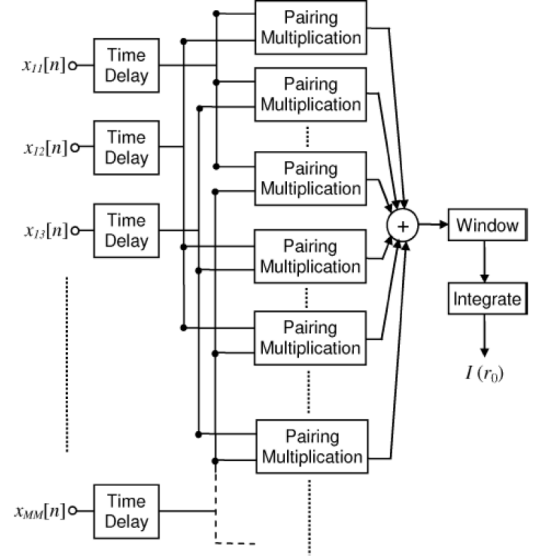 Pairing
Multiplication
x11[n]
Time
Delay
Pairing
Multiplication
x12[n]
Time
Delay
Pairing
Multiplication
x13[n]
Time
Delay
+
Window
Pairing
Multiplication
Integrate
Pairing
Multiplication
I (r0)
Pairing
Multiplication
xMM[n]
Time
Delay